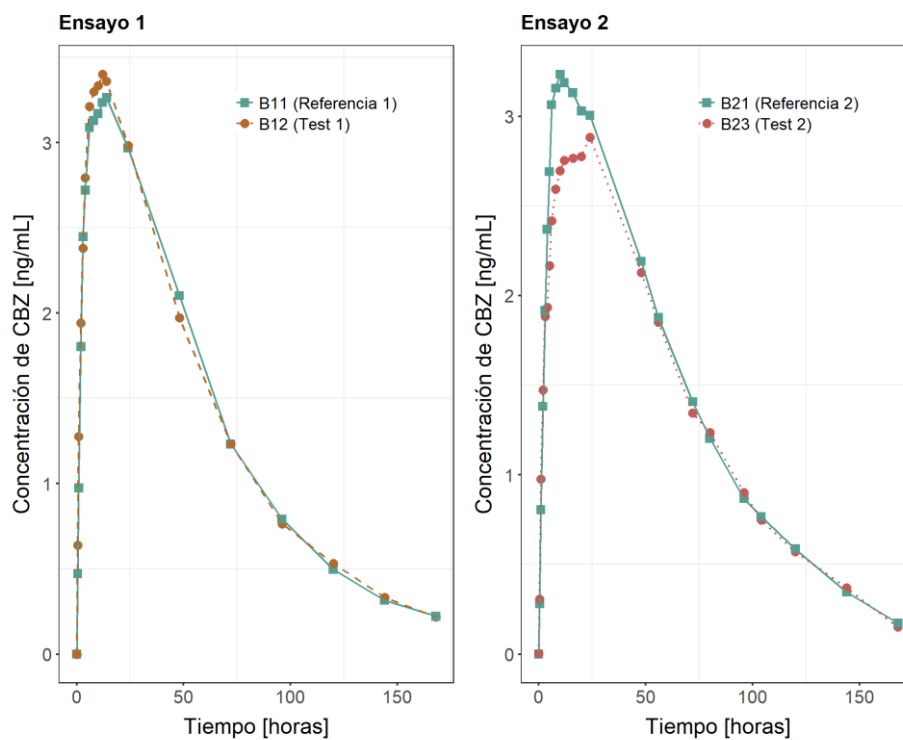 Ensayo 1
Concentración de CBZ [ng/mL]
3
2
1
0
B11 (Referencia 1)
B12 (Test 1)
0
50
100
150
Tiempo [horas]
Ensayo 2
Concentración de CBZ [ng/mL]
3
2
1
0
B21 (Referencia 2)
B23 (Test 2)
0
50
100
150
Tiempo [horas]